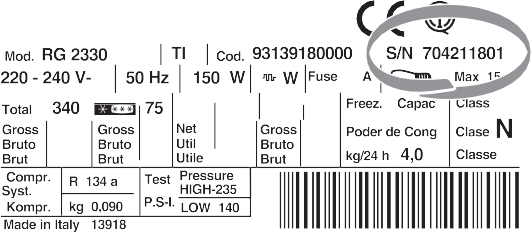 CE
Mod. RG 2330 TI Cod. 93139180000 S/N 704211801
220 - 240 V- 50 Hz 150 W W Fuse A Max 15
Total 340 75 Freez. Capac Class
Gross Gross Net Gross Poder de Cong Clase N
Bruto Bruto Util Bruto
Brut Brut Utile Brut kg/24 h 4,0 Classe
Compr. R 134 a Test Pressure
Syst. HIGH-235
Kompr. kg 0,090 P.S-I. LOW 140
Made in Italy 13918